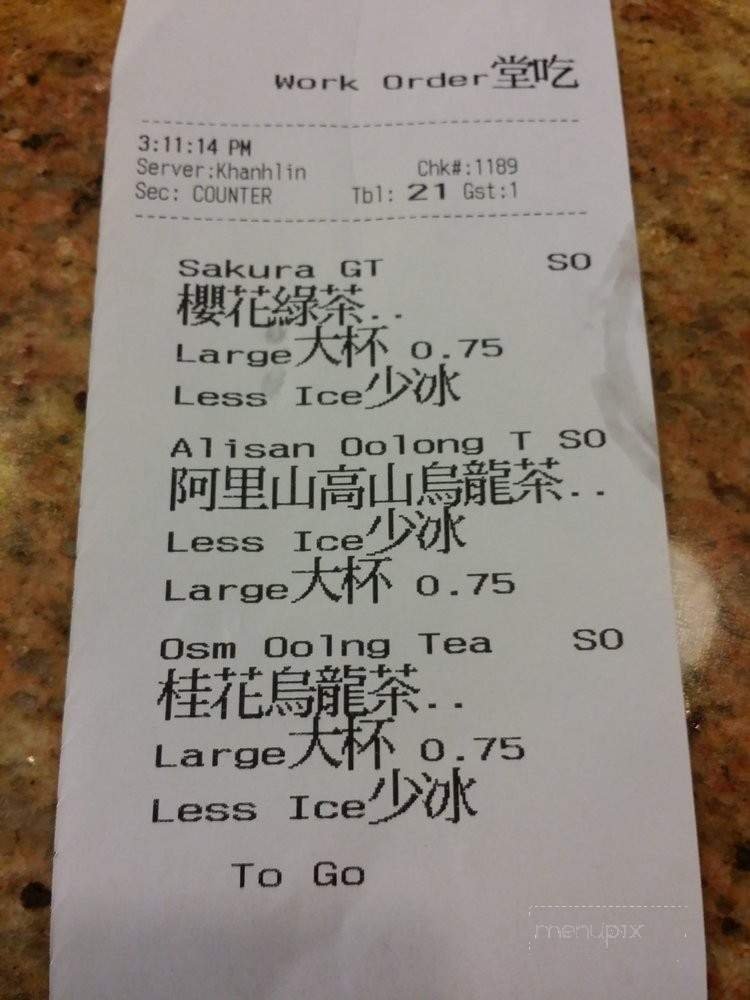 Work Order堂吃
3:11:14 PM
Server:Khanhlin Chk#:1189
Sec: COUNTER Tbl: 21 Gst:1
Sakura GT SO
櫻花綠茶..
Large大杯 0.75
Less Ice少冰
Alisan Oolong T SO
阿里山高山烏龍茶..
Less Ice少冰
Large大杯 0.75
Osm Oolng Tea SO
桂花烏龍茶..
Large大杯 0.75
Less Ice少冰
To Go
menupix